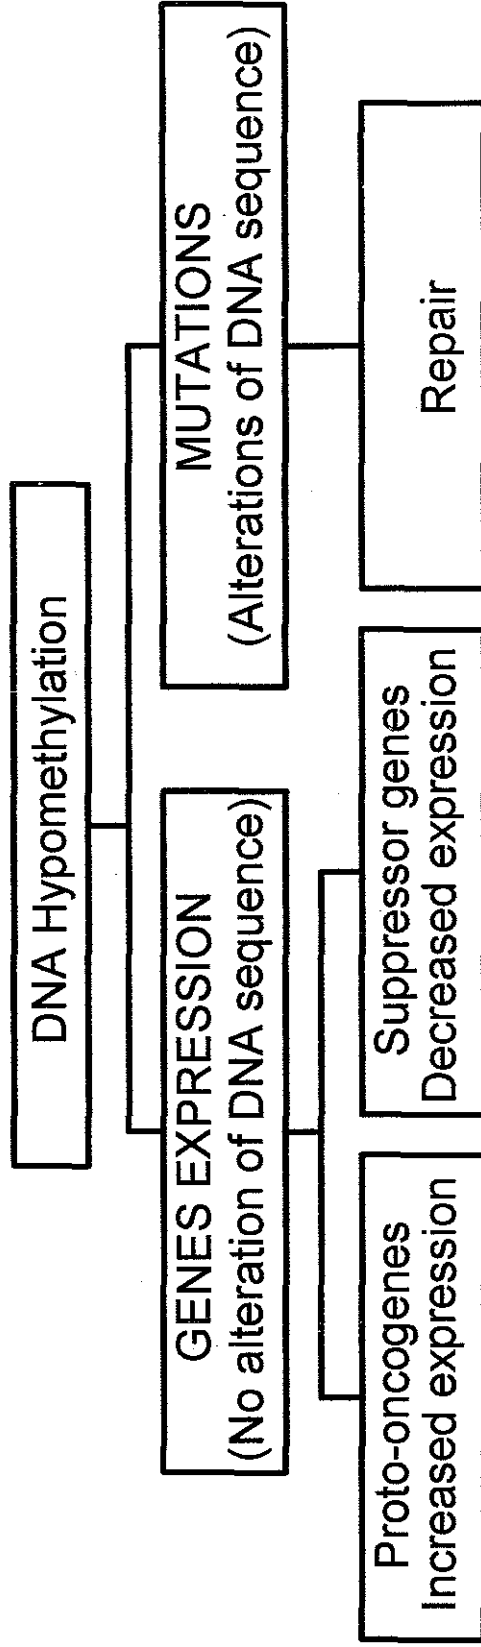 DNA Hypomethylation
GENES EXPRESSION
(No alteration of DNA sequence)
MUTATIONS
(Alterations of DNA sequence)
Proto-oncogenes
Increased expression
Suppressor genes
Decreased expression
Repair